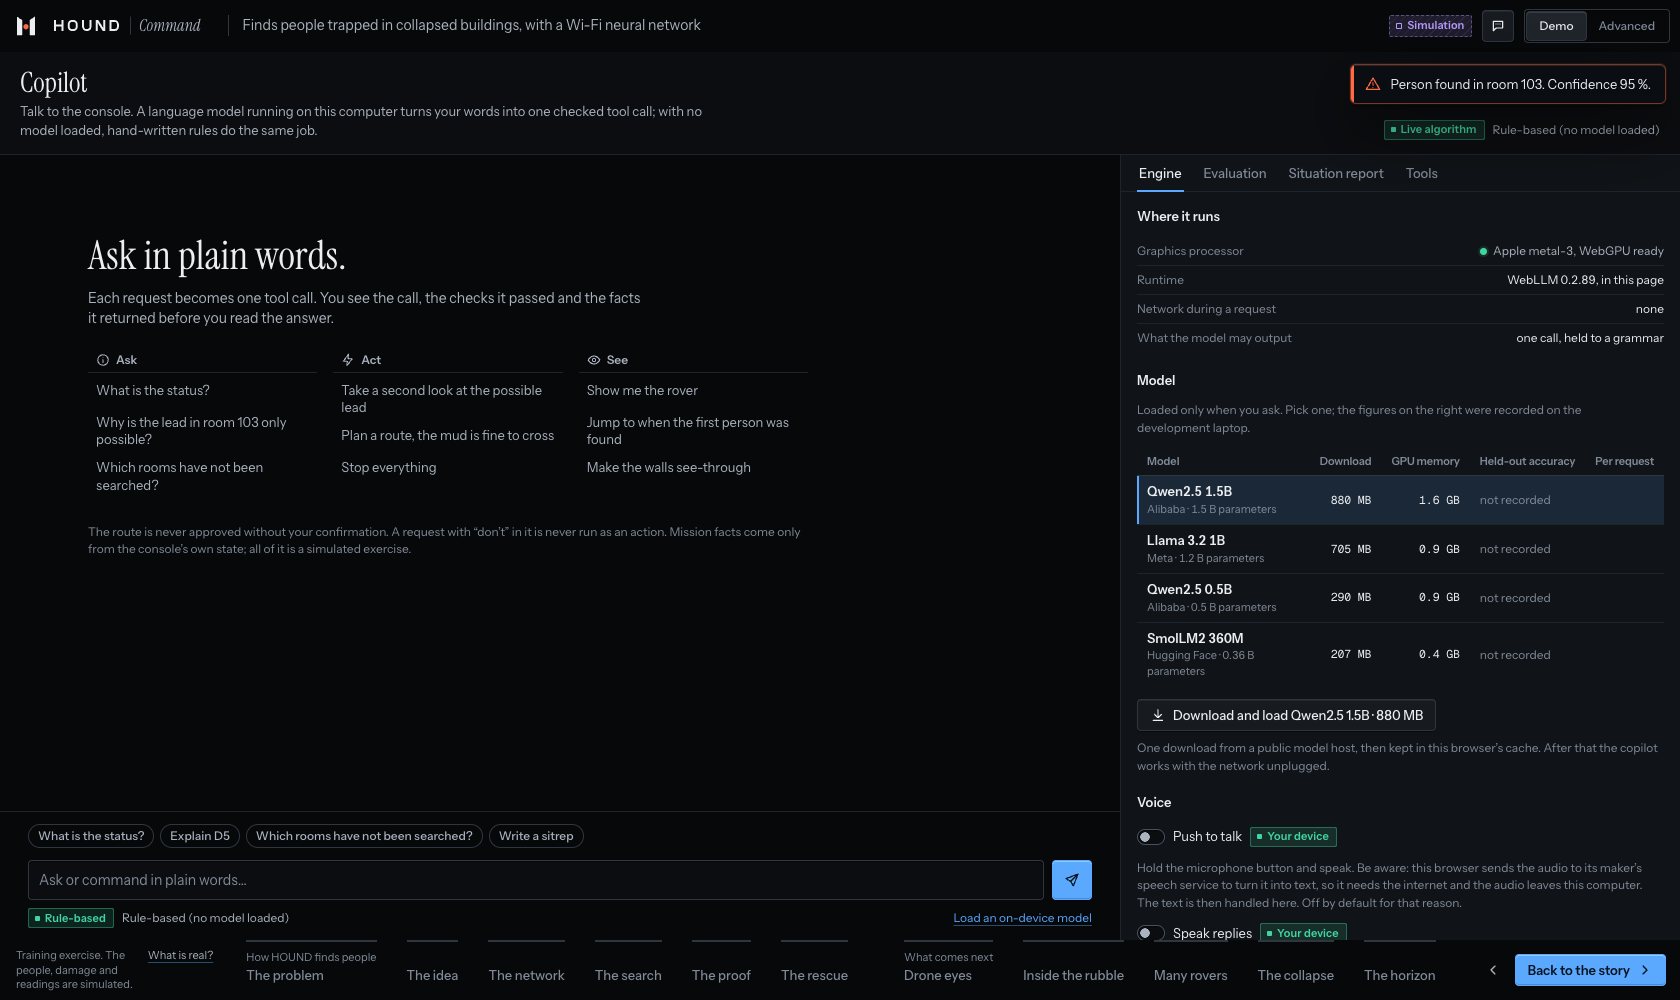 HOUND Command
Finds people trapped in collapsed buildings, with a Wi-Fi neural network
Simulation
Demo
Advanced
Copilot
Talk to the console. A language model running on this computer turns your words into one checked tool call; with no
model loaded, hand-written rules do the same job.
Person found in room 103. Confidence 95 %.
Live algorithm
Rule-based (no model loaded)
Ask in plain words.
Each request becomes one tool call. You see the call, the checks it passed and the facts
it returned before you read the answer.
Ask
What is the status?
Why is the lead in room 103 only
possible?
Which rooms have not been
searched?
Act
Take a second look at the possible
lead
Plan a route, the mud is fine to cross
Stop everything
See
Show me the rover
Jump to when the first person was
found
Make the walls see-through
The route is never approved without your confirmation. A request with “don’t” in it is never run as an action. Mission facts come only
from the console’s own state; all of it is a simulated exercise.
What is the status?
Explain D5
Which rooms have not been searched?
Write a sitrep
Ask or command in plain words...
Rule-based
Rule-based (no model loaded)
Load an on-device model
Engine
Evaluation
Situation report
Tools
Where it runs
Graphics processor
Apple metal-3, WebGPU ready
Runtime
WebLLM 0.2.89, in this page
Network during a request
none
What the model may output
one call, held to a grammar
Model
Loaded only when you ask. Pick one; the figures on the right were recorded on the
development laptop.
Model Download GPU memory Held-out accuracy Per request
Qwen2.5 1.5B
Alibaba · 1.5 B parameters
880 MB 1.6 GB not recorded
Llama 3.2 1B
Meta · 1.2 B parameters
705 MB 0.9 GB not recorded
Qwen2.5 0.5B
Alibaba · 0.5 B parameters
290 MB 0.9 GB not recorded
SmolLM2 360M
Hugging Face · 0.36 B
parameters
207 MB 0.4 GB not recorded
Download and load Qwen2.5 1.5B · 880 MB
One download from a public model host, then kept in this browser’s cache. After that the copilot
works with the network unplugged.
Voice
Push to talk
Your device
Hold the microphone button and speak. Be aware: this browser sends the audio to its maker’s
speech service to turn it into text, so it needs the internet and the audio leaves this computer.
The text is then handled here. Off by default for that reason.
Speak replies
Your device
Training exercise. The
people, damage and
readings are simulated.
What is real?
How HOUND finds people
The problem
The idea
The network
The search
The proof
The rescue
What comes next
Drone eyes
Inside the rubble
Many rovers
The collapse
The horizon
Back to the story